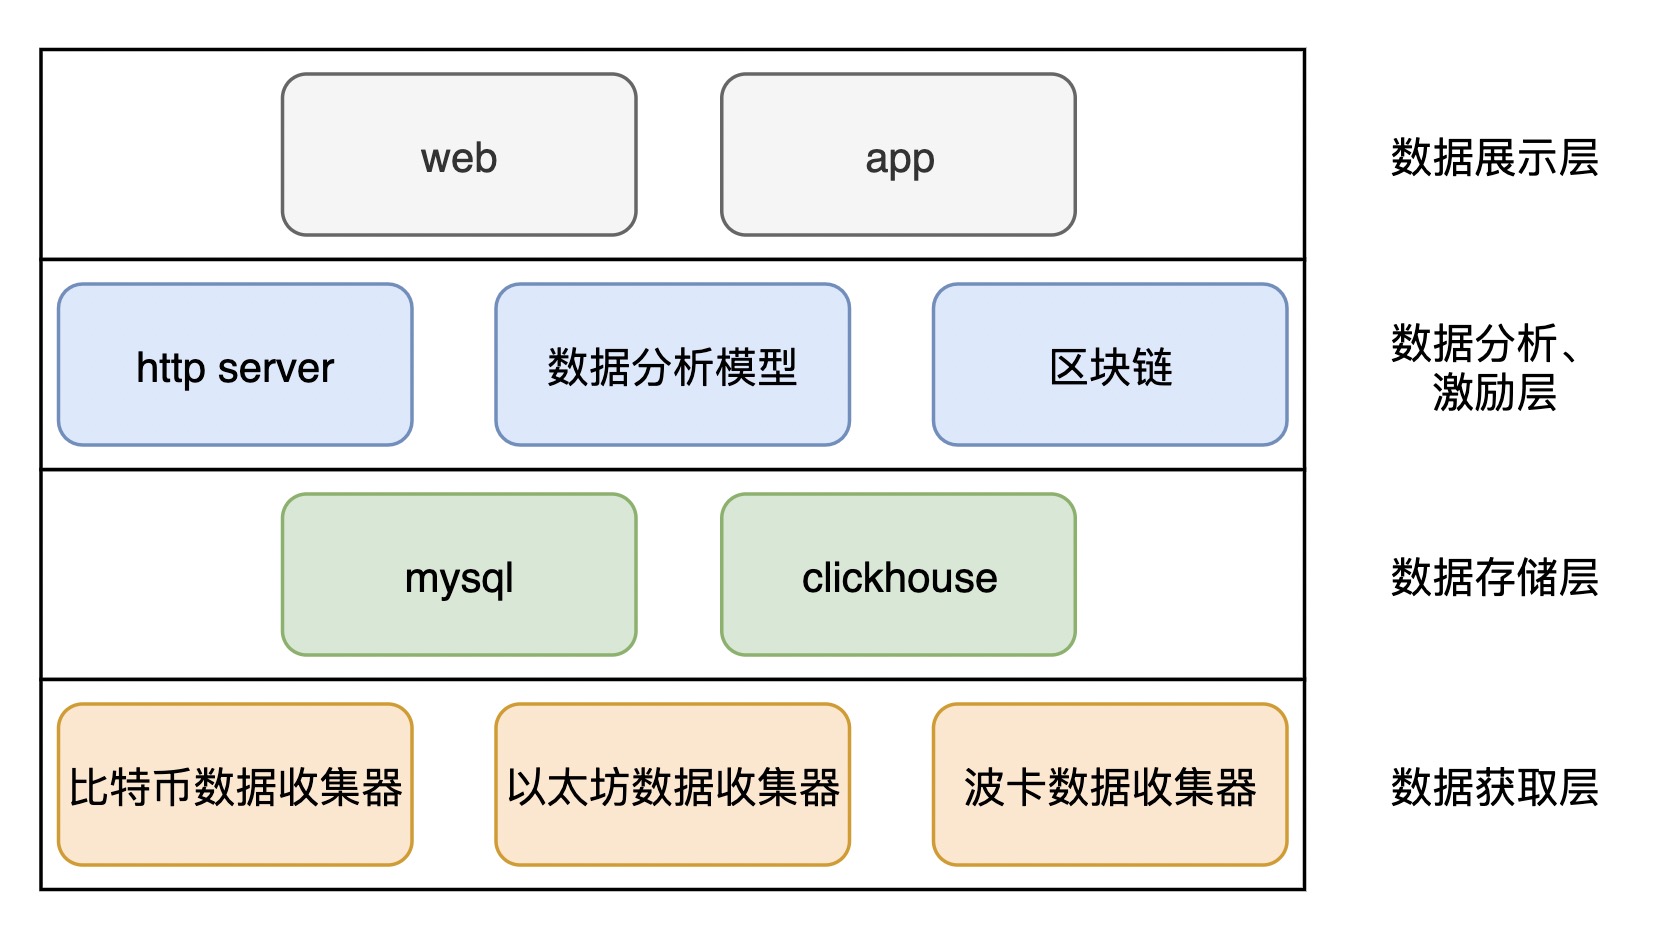 web
app
数据展示层
http server
数据分析模型
区块链
数据分析、
激励层
mysql
clickhouse
数据存储层
比特币数据收集器
以太坊数据收集器
波卡数据收集器
数据获取层